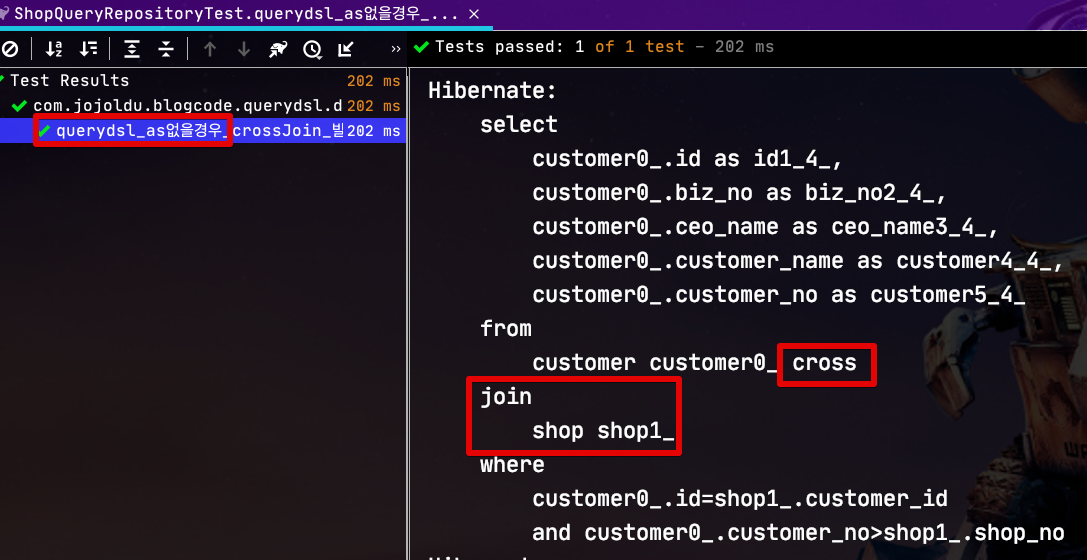 ShopQueryRepositoryTest.querydsl_as없을경우_...
Tests passed: 1 of 1 test – 202 ms
Test Results 202 ms
com.jojoldu.blogcode.querydsl.d 202 ms
querydsl_as없을경우_crossJoin_빌 202 ms
Hibernate:
select
customer0_.id as id1_4_,
customer0_.biz_no as biz_no2_4_,
customer0_.ceo_name as ceo_name3_4_,
customer0_.customer_name as customer4_4_,
customer0_.customer_no as customer5_4_
from
customer customer0_ cross
join
shop shop1_
where
customer0_.id=shop1_.customer_id
and customer0_.customer_no>shop1_.shop_no